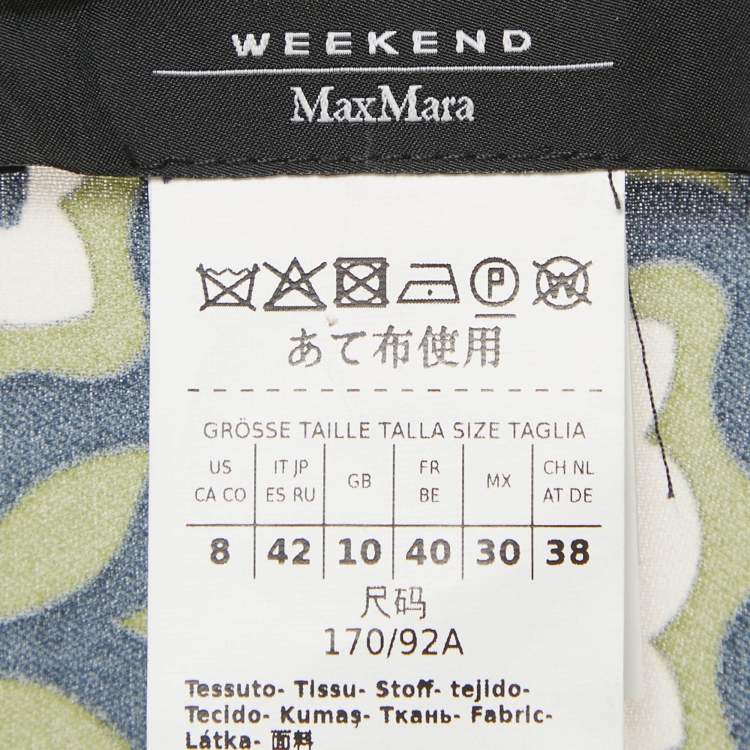 WEEKEND
MaxMara
P W
あて布使用
GRÖSSE TAILLE TALLA SIZE TAGLIA
US IT JP GB FR MX CH NL
CA CO ES RU BE AT DE
8 42 10 40 30 38
尺码
170/92A
Tessuto- Tissu- Stoff- tejido-
Tecido- Kumaş- Ткань- Fabric-
Látka- 面料